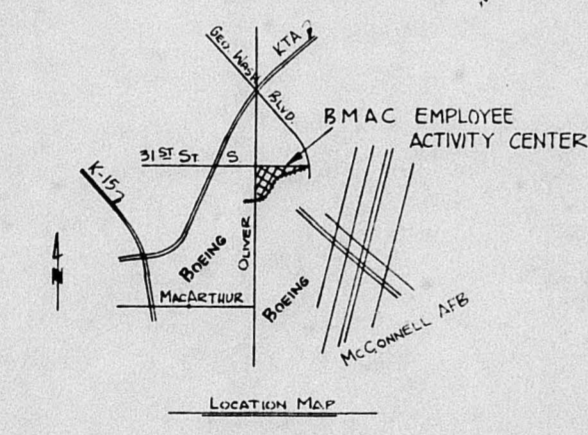 GEO. WASH
BLVD.
KTA
BMAC EMPLOYEE
ACTIVITY CENTER
31ST ST. S
K-15
OLIVER
BOEING
BOEING
MACARTHUR
MCCONNELL AFB
N
LOCATION MAP